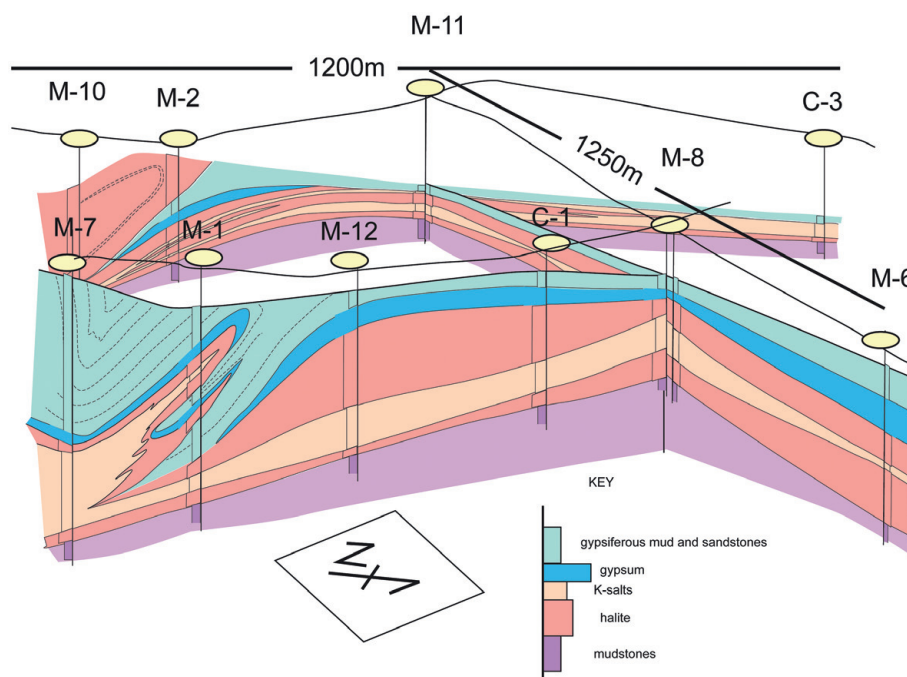 M-11
1200m
M-10
M-2
C-3
1250m
M-8
M-7
M-1
M-12
C-1
M-6
KEY
gypsiferous mud and sandstones
gypsum
K-salts
halite
mudstones
N